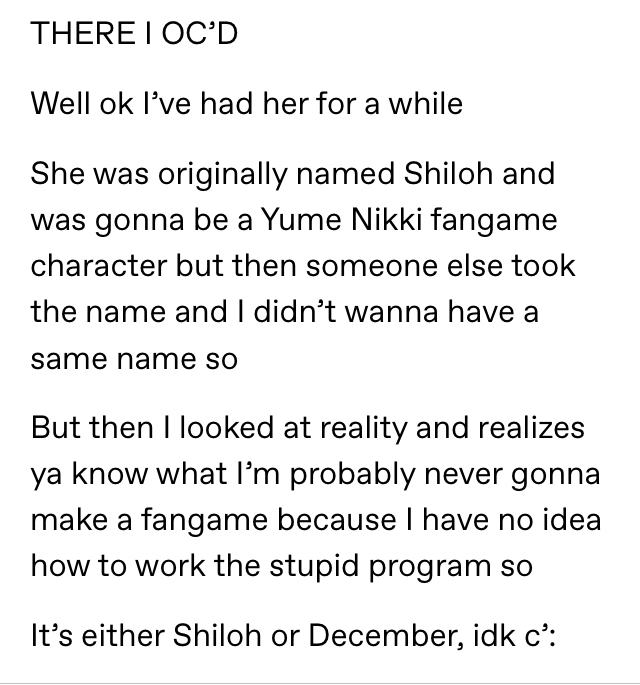 THERE I OC’D
Well ok I’ve had her for a while
She was originally named Shiloh and
was gonna be a Yume Nikki fangame
character but then someone else took
the name and I didn’t wanna have a
same name so
But then I looked at reality and realizes
ya know what I’m probably never gonna
make a fangame because I have no idea
how to work the stupid program so
It’s either Shiloh or December, idk c’: